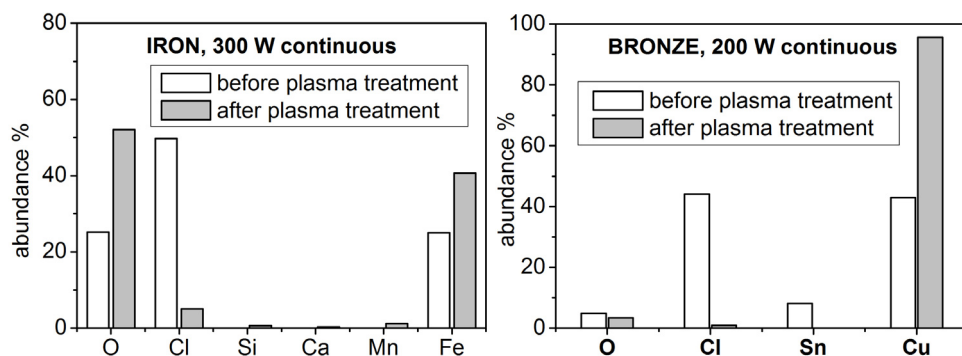 IRON, 300 W continuous
before plasma treatment
after plasma treatment
abundance %
80
60
40
20
0
O Cl Si Ca Mn Fe
BRONZE, 200 W continuous
before plasma treatment
after plasma treatment
abundance %
100
80
60
40
20
0
O Cl Sn Cu